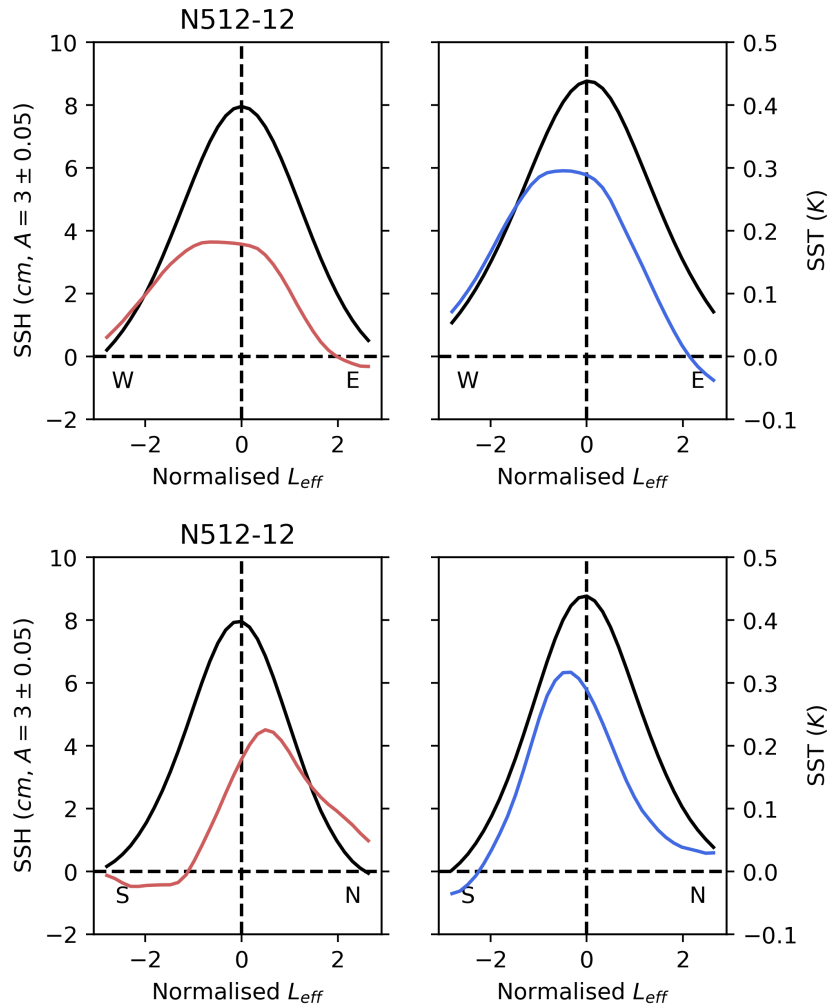 N512-12
10
8
6
4
2
0
−2
SSH (cm, A = 3 ± 0.05)
W
E
−2 0 2
Normalised L_eff
W
E
−2 0 2
Normalised L_eff
0.5
0.4
0.3
0.2
0.1
0.0
−0.1
SST (K)
N512-12
10
8
6
4
2
0
−2
SSH (cm, A = 3 ± 0.05)
S
N
−2 0 2
Normalised L_eff
S
N
−2 0 2
Normalised L_eff
0.5
0.4
0.3
0.2
0.1
0.0
−0.1
SST (K)